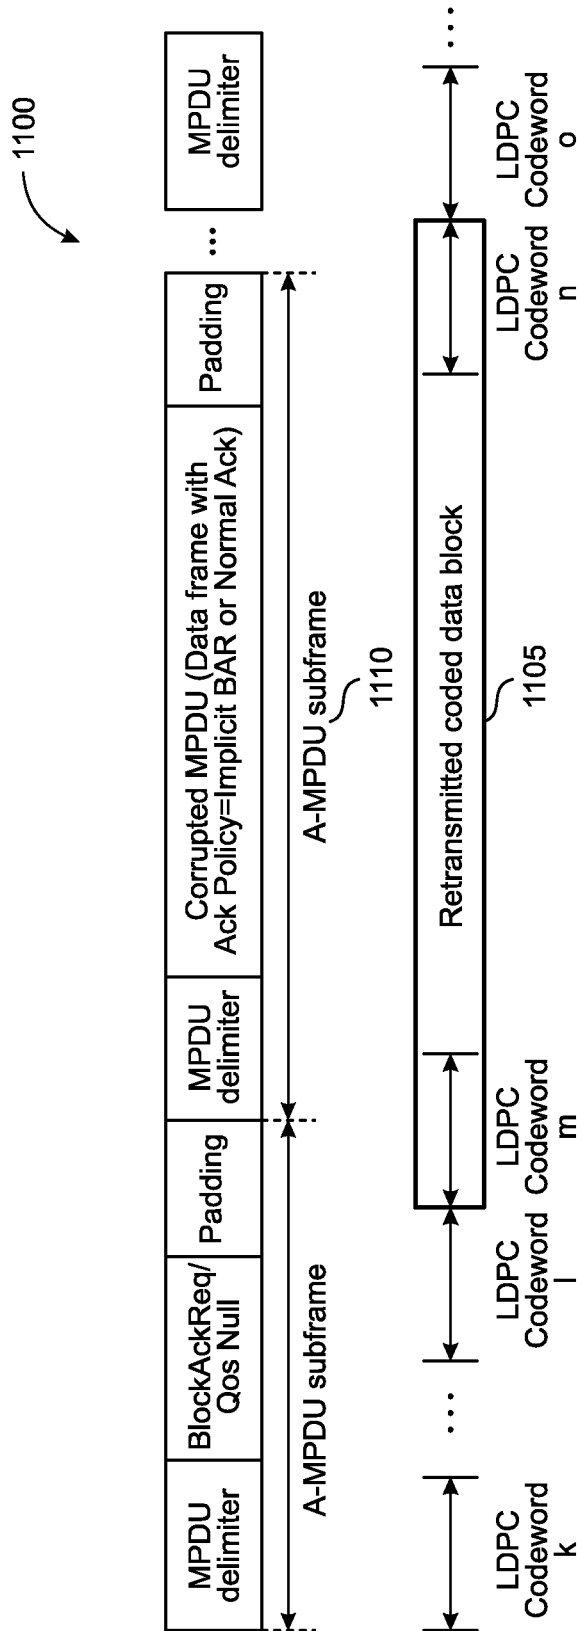 1100
MPDU
delimiter
BlockAckReq/
Qos Null
Padding
MPDU
delimiter
Corrupted MPDU (Data frame with
Ack Policy=Implicit BAR or Normal Ack)
Padding
...
MPDU
delimiter
A-MPDU subframe
A-MPDU subframe
1110
Retransmitted coded data block
1105
...
...
LDPC
Codeword
k
LDPC
Codeword
l
LDPC
Codeword
m
LDPC
Codeword
n
LDPC
Codeword
o